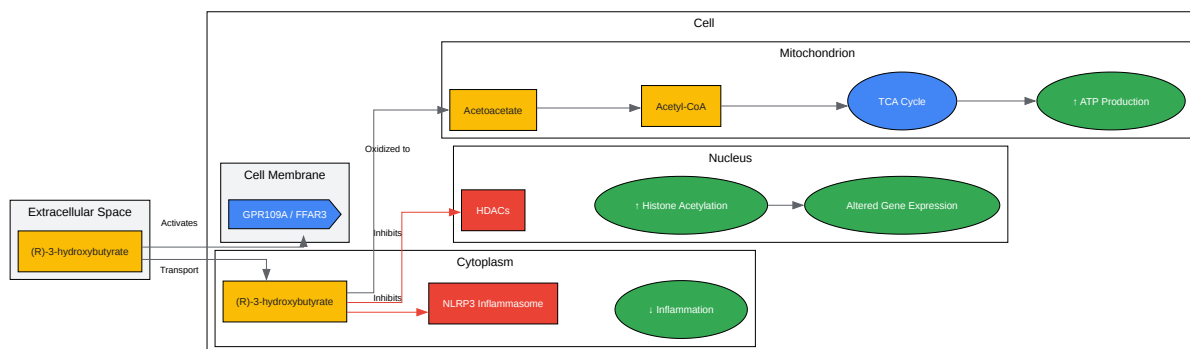 Cell
Mitochondrion
Acetoacetate
Acetyl-CoA
TCA Cycle
↑ ATP Production
Oxidized to
Nucleus
HDACs
↑ Histone Acetylation
Altered Gene Expression
Cell Membrane
GPR109A / FFAR3
Extracellular Space
(R)-3-hydroxybutyrate
Activates
Transport
Inhibits
Cytoplasm
(R)-3-hydroxybutyrate
Inhibits
NLRP3 Inflammasome
↓ Inflammation